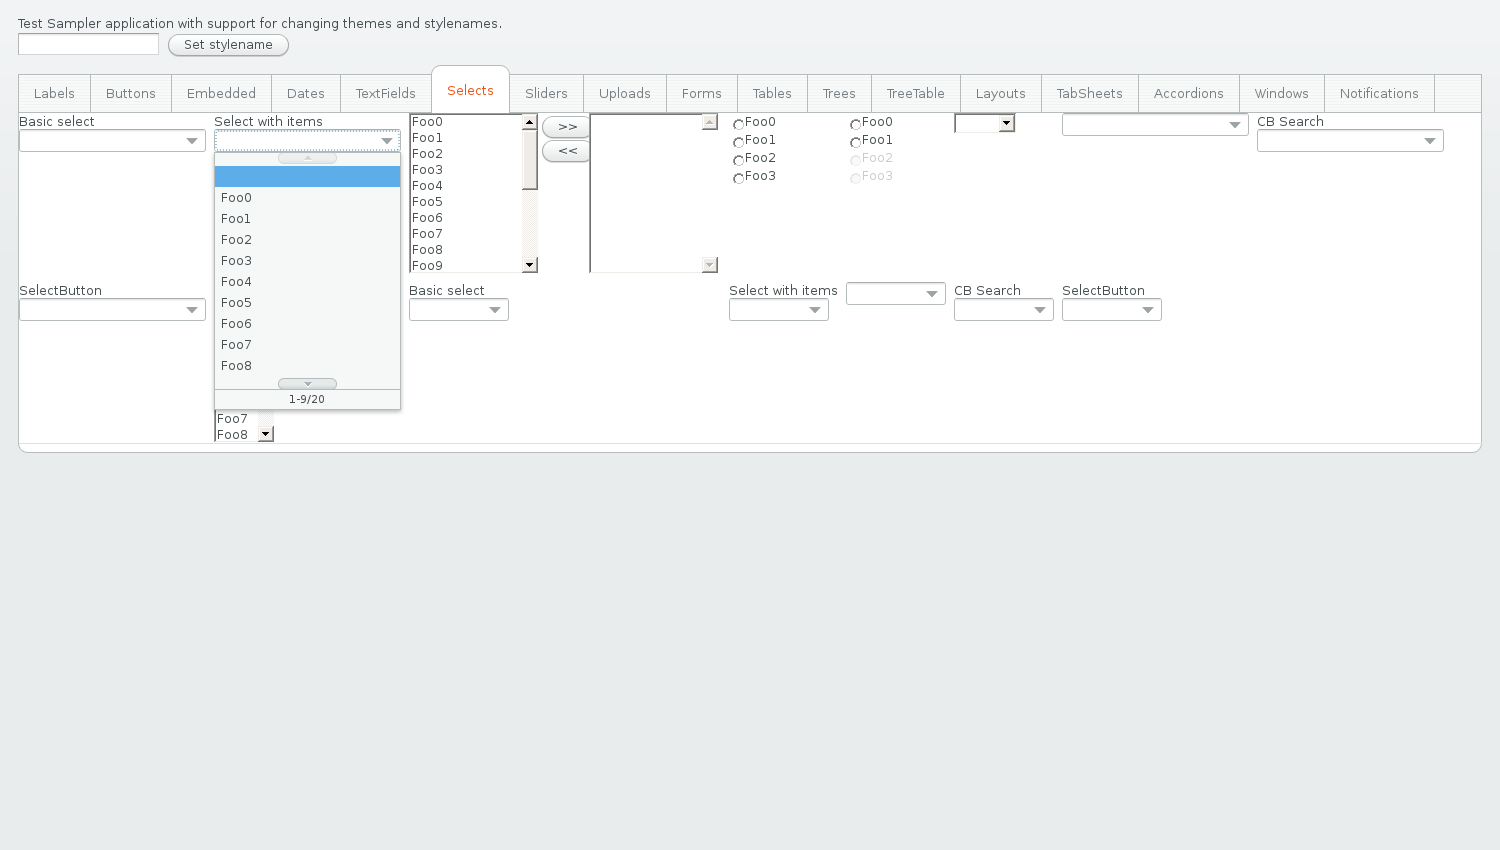 Test Sampler application with support for changing themes and stylenames.
Set stylename
Labels Buttons Embedded Dates TextFields Selects Sliders Uploads Forms Tables Trees TreeTable Layouts TabSheets Accordions Windows Notifications
Basic select
Select with items
Foo0
Foo1
Foo2
Foo3
Foo4
Foo5
Foo6
Foo7
Foo8
1-9/20
Foo0
Foo1
Foo2
Foo3
Foo4
Foo5
Foo6
Foo7
Foo8
Foo9
>>
<<
Foo0
Foo1
Foo2
Foo3
Foo0
Foo1
Foo2
Foo3
CB Search
SelectButton
Foo7
Foo8
Basic select
Select with items
CB Search
SelectButton